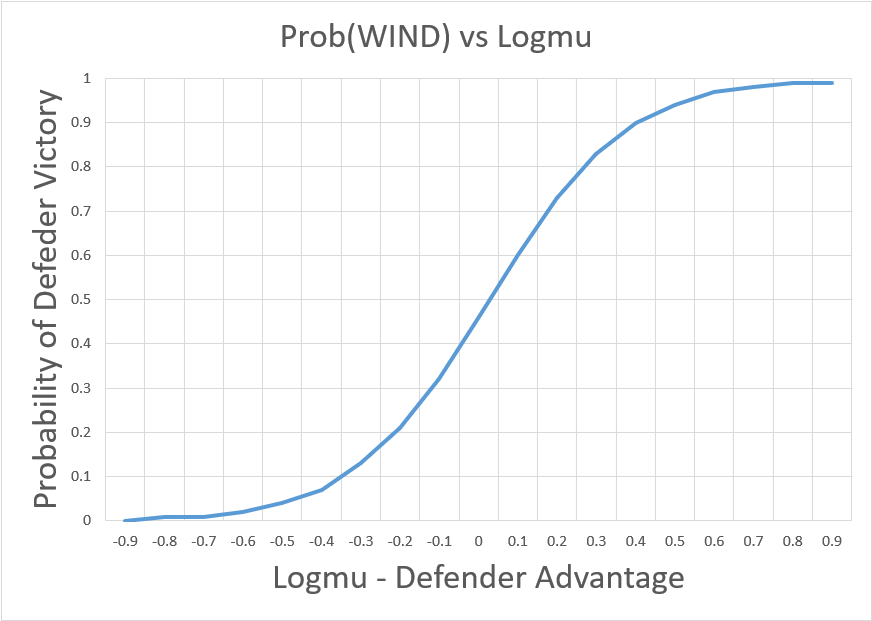 Prob(WIND) vs Logmu
Probability of Defeder Victory
1
0.9
0.8
0.7
0.6
0.5
0.4
0.3
0.2
0.1
0
-0.9 -0.8 -0.7 -0.6 -0.5 -0.4 -0.3 -0.2 -0.1 0 0.1 0.2 0.3 0.4 0.5 0.6 0.7 0.8 0.9
Logmu - Defender Advantage